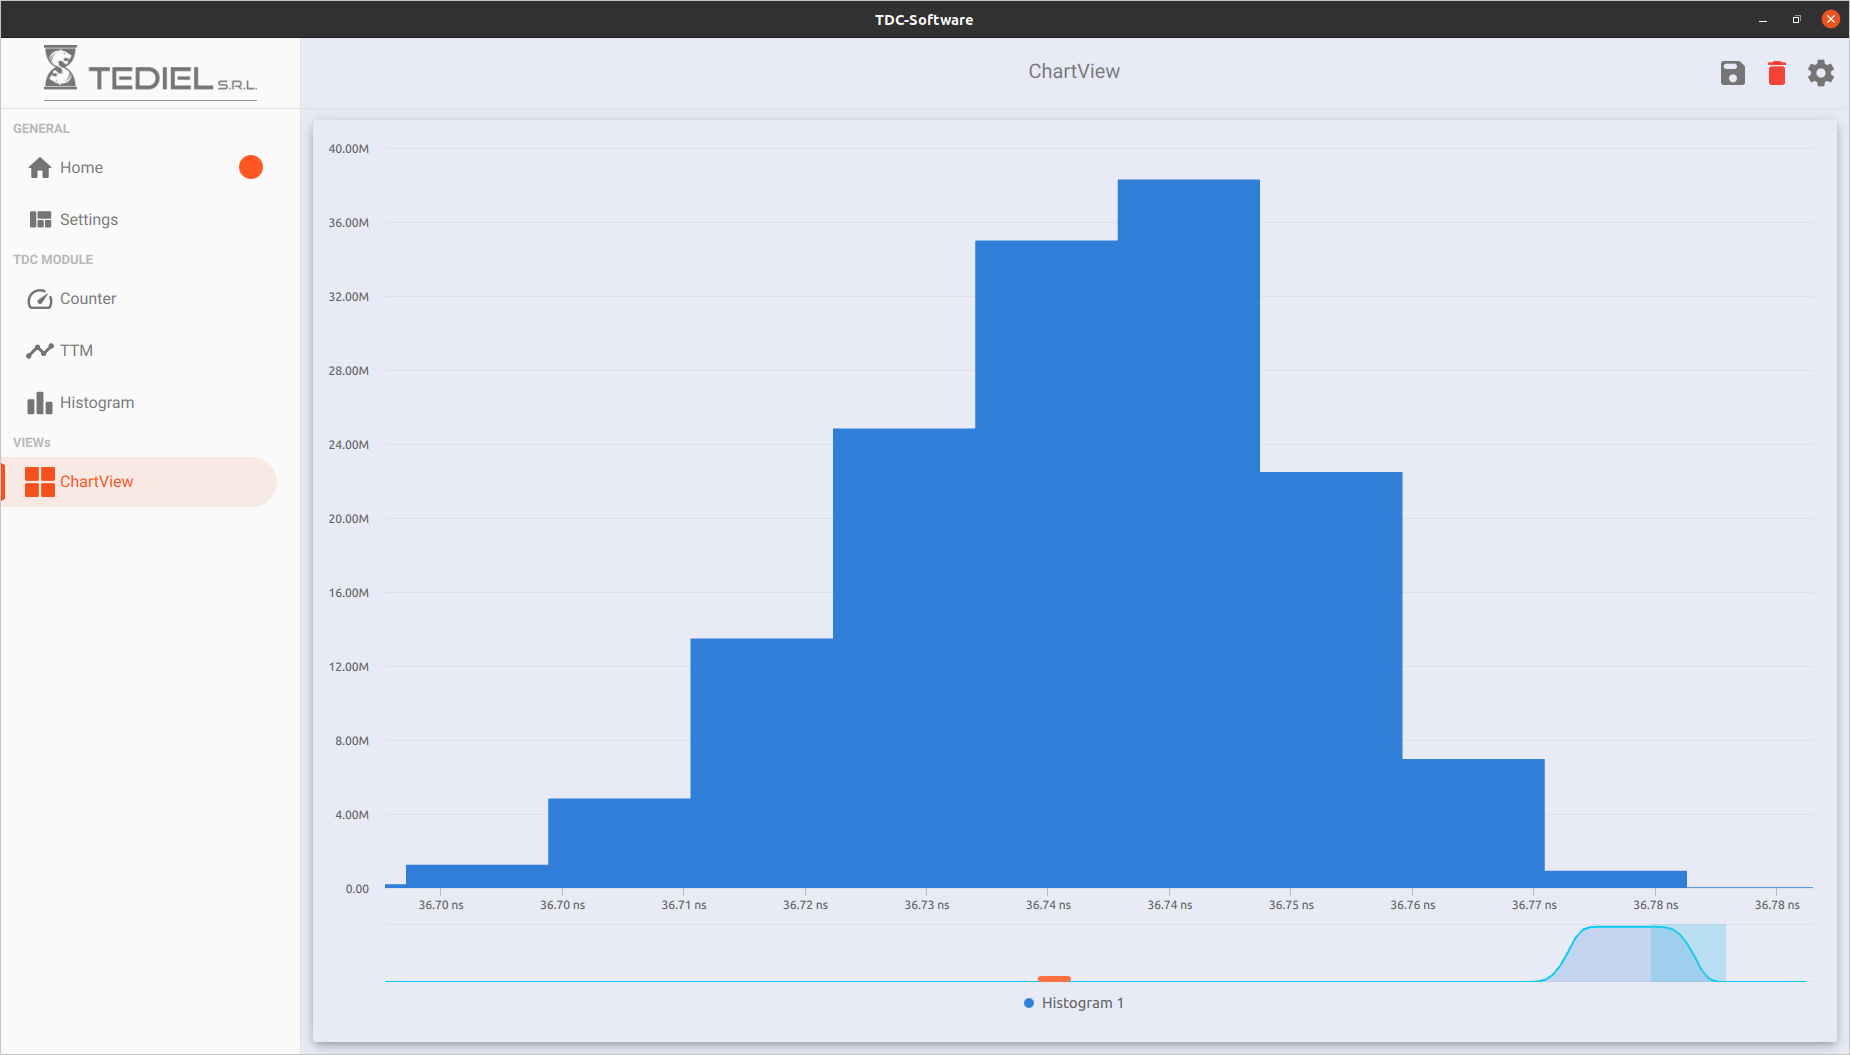 TDC-Software
TEDIEL S.R.L.
ChartView
GENERAL
Home
Settings
TDC MODULE
Counter
TTM
Histogram
VIEWs
ChartView
40.00M
36.00M
32.00M
28.00M
24.00M
20.00M
16.00M
12.00M
8.00M
4.00M
0.00
36.70 ns 36.70 ns 36.71 ns 36.72 ns 36.73 ns 36.74 ns 36.74 ns 36.75 ns 36.76 ns 36.77 ns 36.78 ns 36.78 ns
Histogram 1